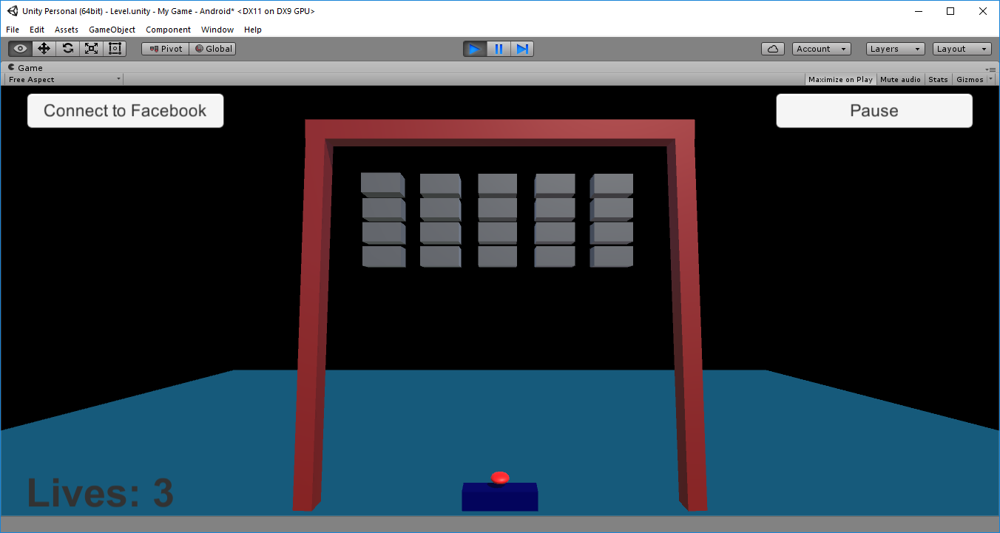 Unity Personal (64bit) - Level.unity - My Game - Android* <DX11 on DX9 GPU>
File Edit Assets GameObject Component Window Help
Pivot Global Account Layers Layout
Game
Free Aspect Maximize on Play Mute audio Stats Gizmos
Connect to Facebook Pause
Lives: 3